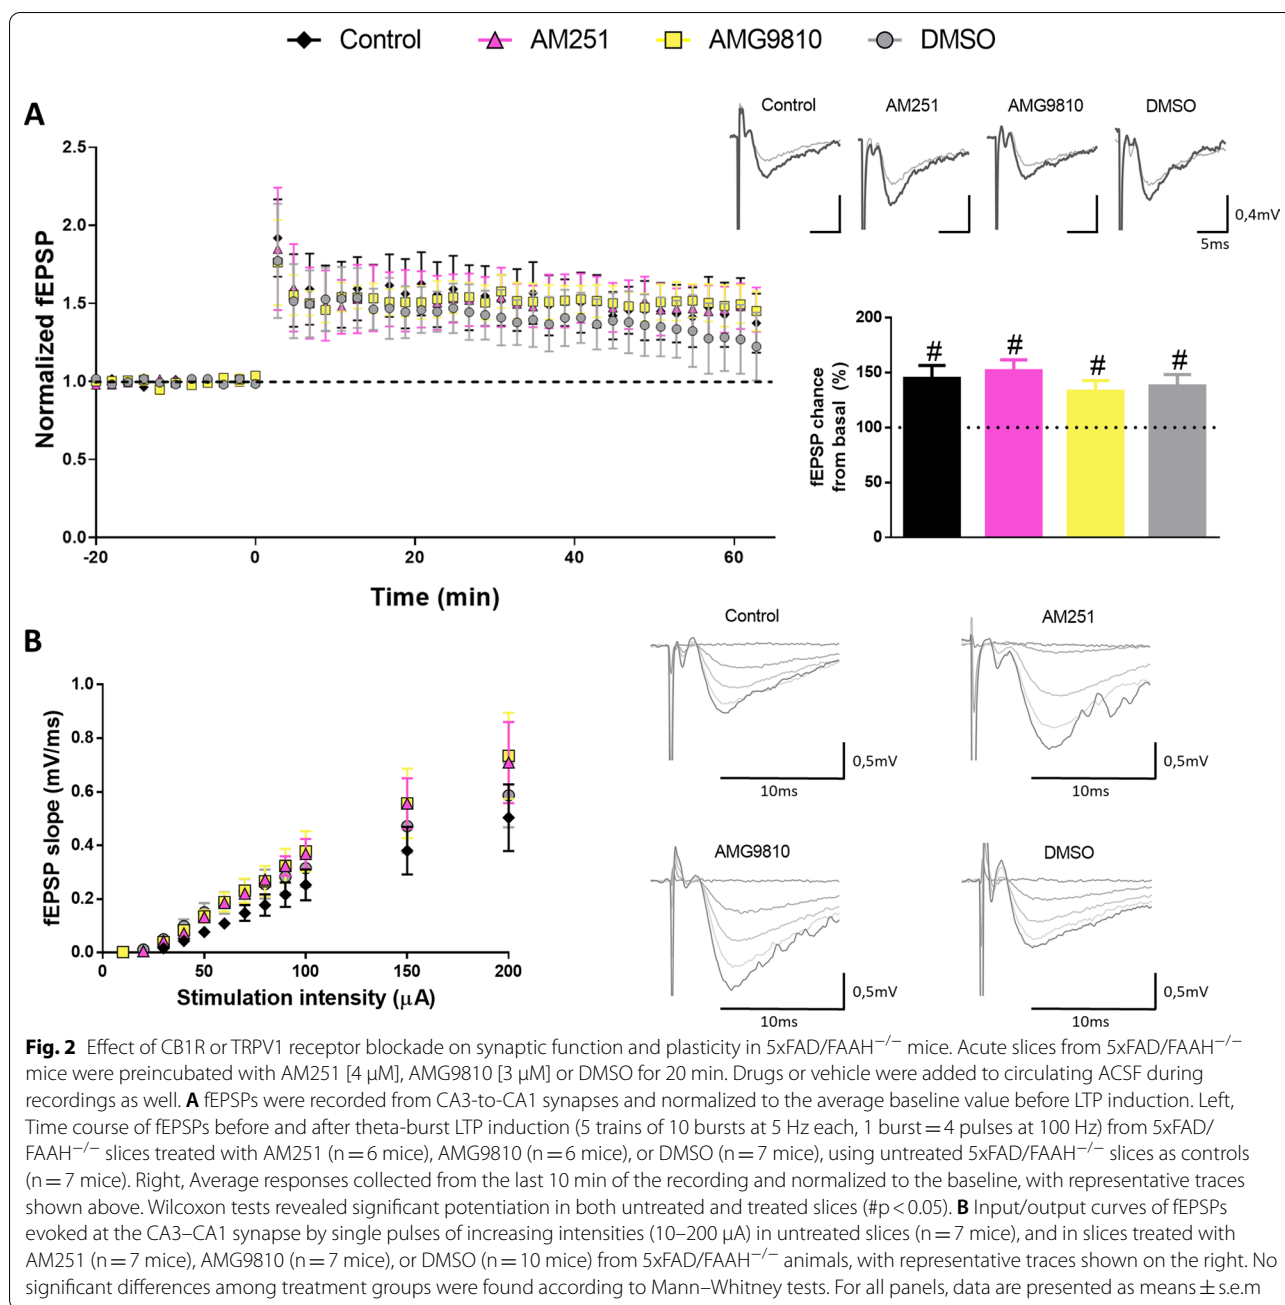 Control AM251 AMG9810 DMSO
A
Control AM251 AMG9810 DMSO
0,4mV
5ms
Normalized fEPSP
2.5
2.0
1.5
1.0
0.5
0.0
-20 0 20 40 60
Time (min)
fEPSP chance
from basal (%)
200
150
100
50
0
# # # #
B
fEPSP slope (mV/ms)
1.0
0.8
0.6
0.4
0.2
0.0
0 50 100 150 200
Stimulation intensity (µA)
Control AM251
0,5mV 0,5mV
10ms 10ms
AMG9810 DMSO
0,5mV 0,5mV
10ms 10ms
Fig. 2 Effect of CB1R or TRPV1 receptor blockade on synaptic function and plasticity in 5xFAD/FAAH−/− mice. Acute slices from 5xFAD/FAAH−/−
mice were preincubated with AM251 [4 µM], AMG9810 [3 µM] or DMSO for 20 min. Drugs or vehicle were added to circulating ACSF during
recordings as well. A fEPSPs were recorded from CA3-to-CA1 synapses and normalized to the average baseline value before LTP induction. Left,
Time course of fEPSPs before and after theta-burst LTP induction (5 trains of 10 bursts at 5 Hz each, 1 burst = 4 pulses at 100 Hz) from 5xFAD/
FAAH−/− slices treated with AM251 (n = 6 mice), AMG9810 (n = 6 mice), or DMSO (n = 7 mice), using untreated 5xFAD/FAAH−/− slices as controls
(n = 7 mice). Right, Average responses collected from the last 10 min of the recording and normalized to the baseline, with representative traces
shown above. Wilcoxon tests revealed significant potentiation in both untreated and treated slices (#p < 0.05). B Input/output curves of fEPSPs
evoked at the CA3–CA1 synapse by single pulses of increasing intensities (10–200 µA) in untreated slices (n = 7 mice), and in slices treated with
AM251 (n = 7 mice), AMG9810 (n = 7 mice), or DMSO (n = 10 mice) from 5xFAD/FAAH−/− animals, with representative traces shown on the right. No
significant differences among treatment groups were found according to Mann–Whitney tests. For all panels, data are presented as means ± s.e.m